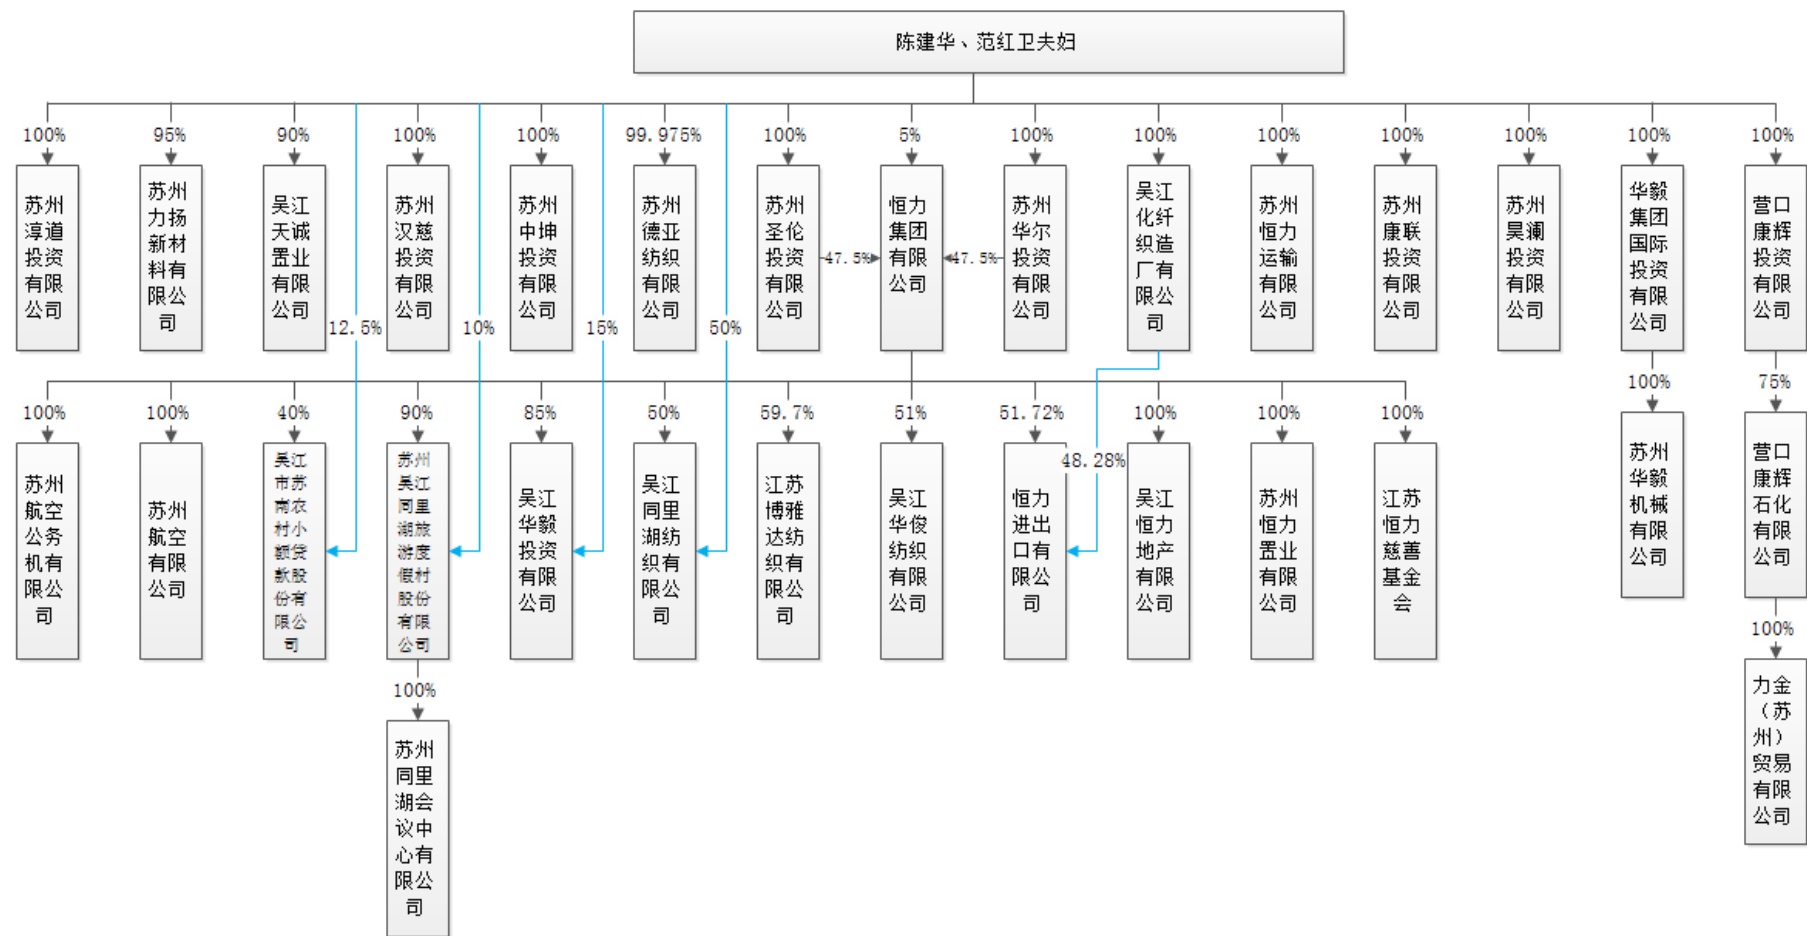 陈建华、范红卫夫妇
100%
95%
90%
100%
100%
99.975%
100%
5%
100%
100%
100%
100%
100%
100%
100%
苏州
淳道
投资
有限
公司
苏州
力扬
新材
料有
限公
司
吴江
天诚
置业
有限
公司
苏州
汉慈
投资
有限
公司
苏州
中坤
投资
有限
公司
苏州
德亚
纺织
有限
公司
苏州
圣伦
投资
有限
公司
47.5%
恒力
集团
有限
公司
47.5%
苏州
华尔
投资
有限
公司
吴江
化纤
织造
厂有
限公
司
苏州
恒力
运输
有限
公司
苏州
康联
投资
有限
公司
苏州
昊澜
投资
有限
公司
华毅
集团
国际
投资
有限
公司
营口
康辉
投资
有限
公司
12.5%
10%
15%
50%
100%
75%
100%
100%
40%
90%
85%
50%
59.7%
51%
51.72%
100%
100%
100%
48.28%
苏州
航空
公务
机有
限公
司
苏州
航空
有限
公司
吴江
市苏
南农
村小
额贷
款股
份有
限公
司
苏州
吴江
同里
湖旅
游度
假村
股份
有限
公司
吴江
华毅
投资
有限
公司
吴江
同里
湖纺
织有
限公
司
江苏
博雅
达纺
织有
限公
司
吴江
华俊
纺织
有限
公司
恒力
进出
口有
限公
司
吴江
恒力
地产
有限
公司
苏州
恒力
置业
有限
公司
江苏
恒力
慈善
基金
会
苏州
华毅
机械
有限
公司
营口
康辉
石化
有限
公司
100%
100%
苏州
同里
湖会
议中
心有
限公
司
力金
（苏
州）
贸易
有限
公司